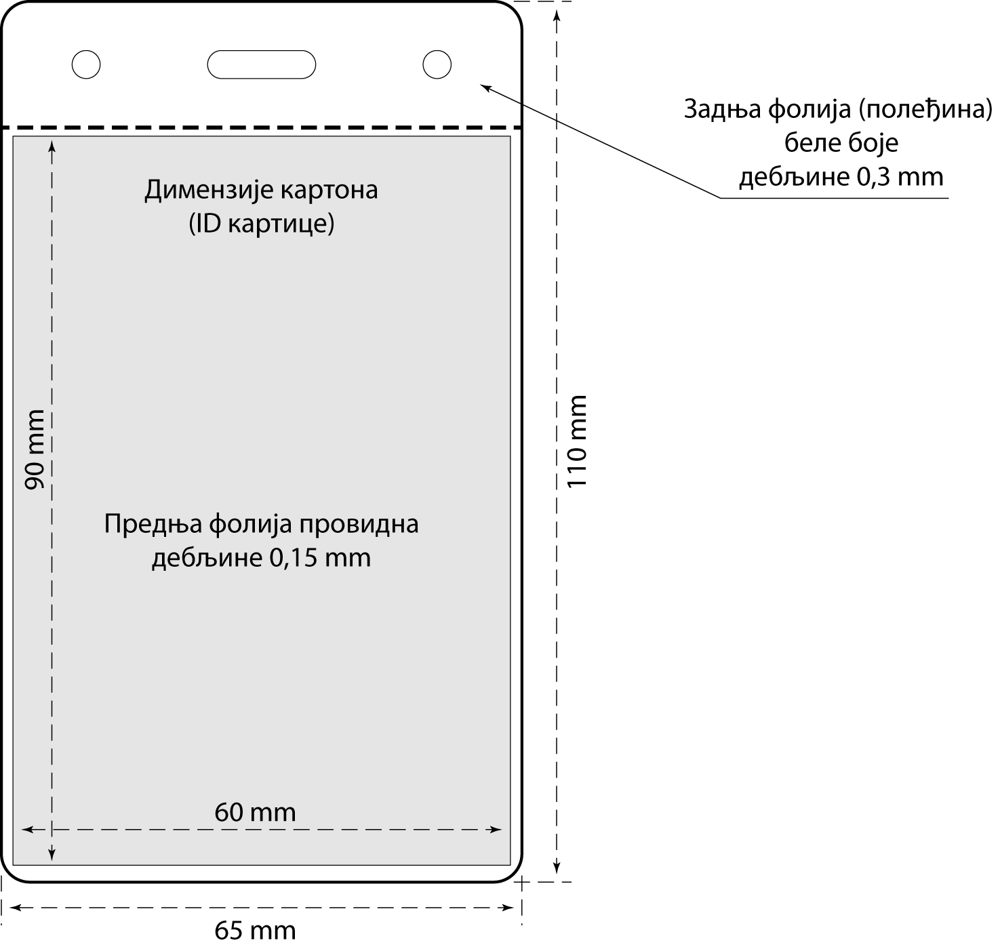 Задња фолија (полеђина)
беле боје
дебљине 0,3 mm
Димензије картона
(ID картице)
90 mm
110 mm
Предња фолија провидна
дебљине 0,15 mm
60 mm
65 mm